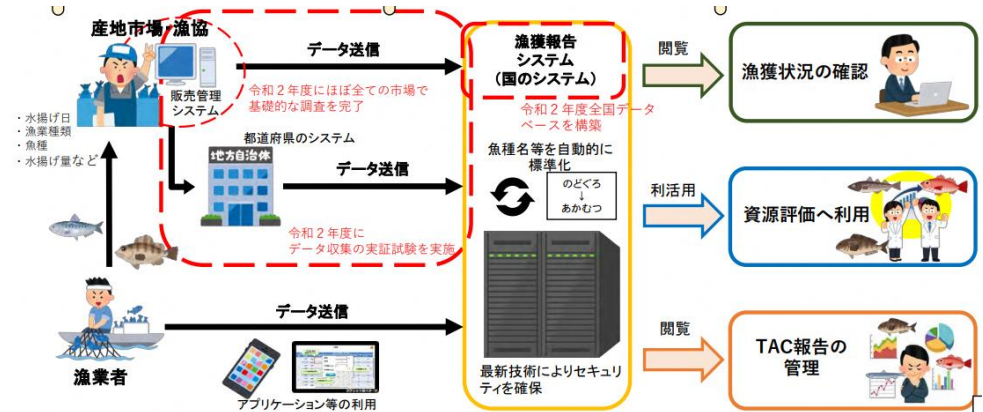 産地市場・漁協
販売管理
システム
・水揚げ日
・漁業種類
・魚種
・水揚げ量など
データ送信
令和2年度にほぼ全ての市場で
基礎的な調査を完了
都道府県のシステム
地方自治体
データ送信
令和2年度に
データ収集の実証試験を実施
漁業者
データ送信
アプリケーション等の利用
漁獲報告
システム
(国のシステム)
令和2年度全国データ
ベースを構築
魚種名等を自動的に
標準化
のどぐろ
↓
あかむつ
最新技術によりセキュリ
ティを確保
閲覧
漁獲状況の確認
利活用
資源評価へ利用
閲覧
TAC報告の
管理